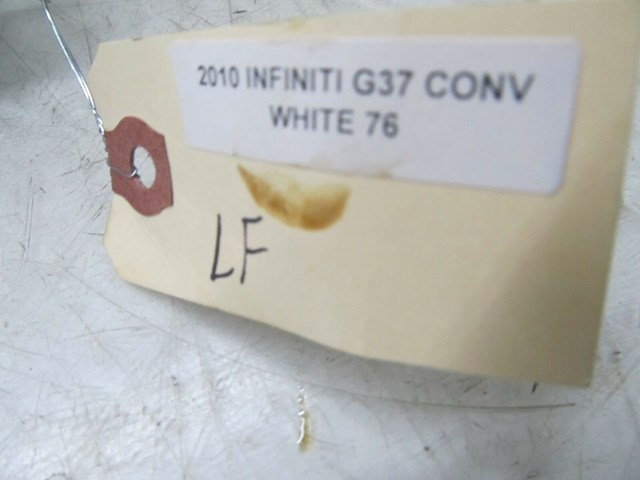 2010 INFINITI G37 CONV
WHITE 76
LF